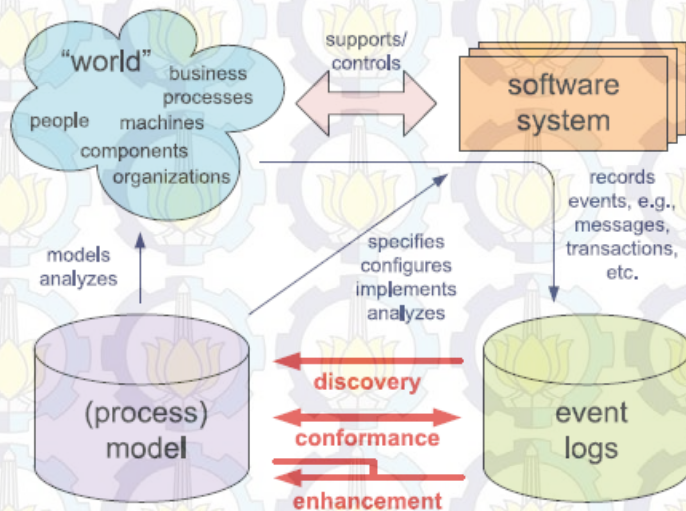 “world”
business
processes
people
machines
components
organizations
supports/
controls
software
system
records
events, e.g.,
messages,
transactions,
etc.
models
analyzes
specifies
configures
implements
analyzes
(process)
model
discovery
conformance
enhancement
event
logs